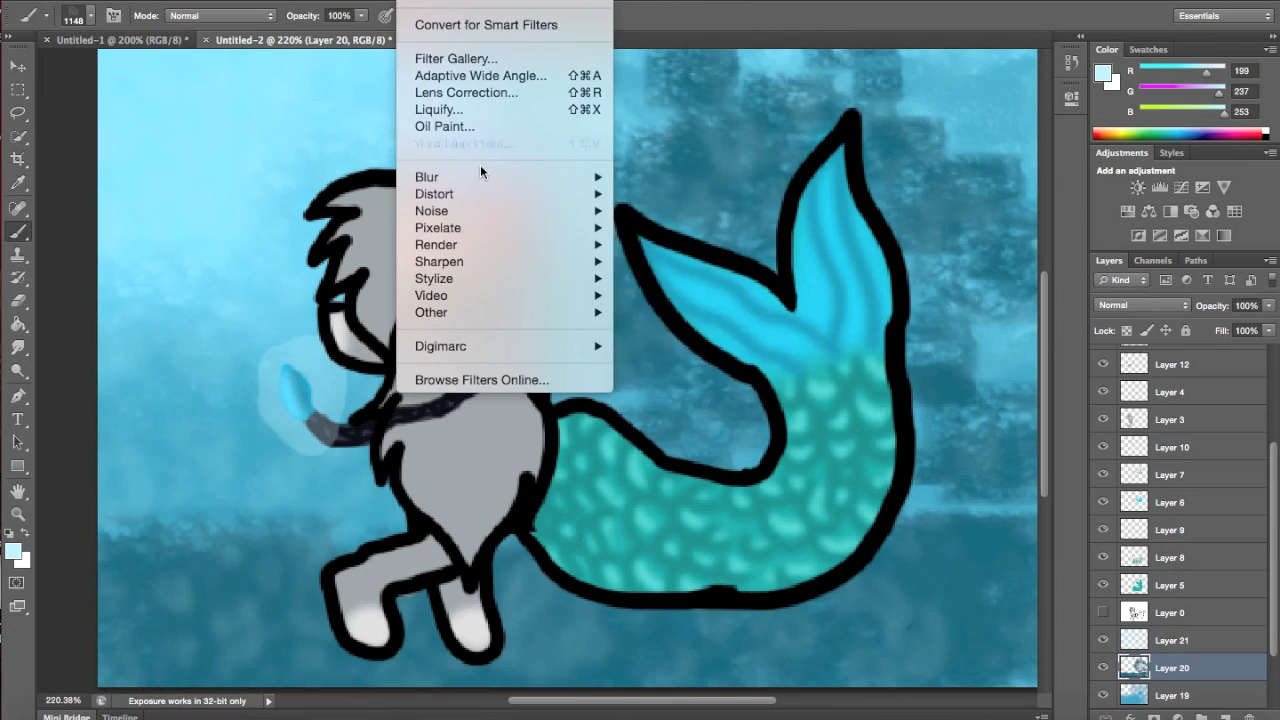 1148
Mode: Normal
Opacity: 100%
Essentials
× Untitled-1 @ 200% (RGB/8) *
× Untitled-2 @ 220% (Layer 20, RGB/8) *
Convert for Smart Filters
Filter Gallery...
Adaptive Wide Angle... ⇧⌘A
Lens Correction... ⇧⌘R
Liquify... ⇧⌘X
Oil Paint...
Blur
Distort
Noise
Pixelate
Render
Sharpen
Stylize
Video
Other
Digimarc
Browse Filters Online...
Color Swatches
R 199
G 237
B 253
Adjustments Styles
Add an adjustment
Layers Channels Paths
Kind
Normal Opacity: 100%
Lock: Fill: 100%
Layer 12
Layer 4
Layer 3
Layer 10
Layer 7
Layer 6
Layer 9
Layer 8
Layer 5
Layer 0
Layer 21
Layer 20
Layer 19
220.38% Exposure works in 32-bit only
Mini Bridge Timeline